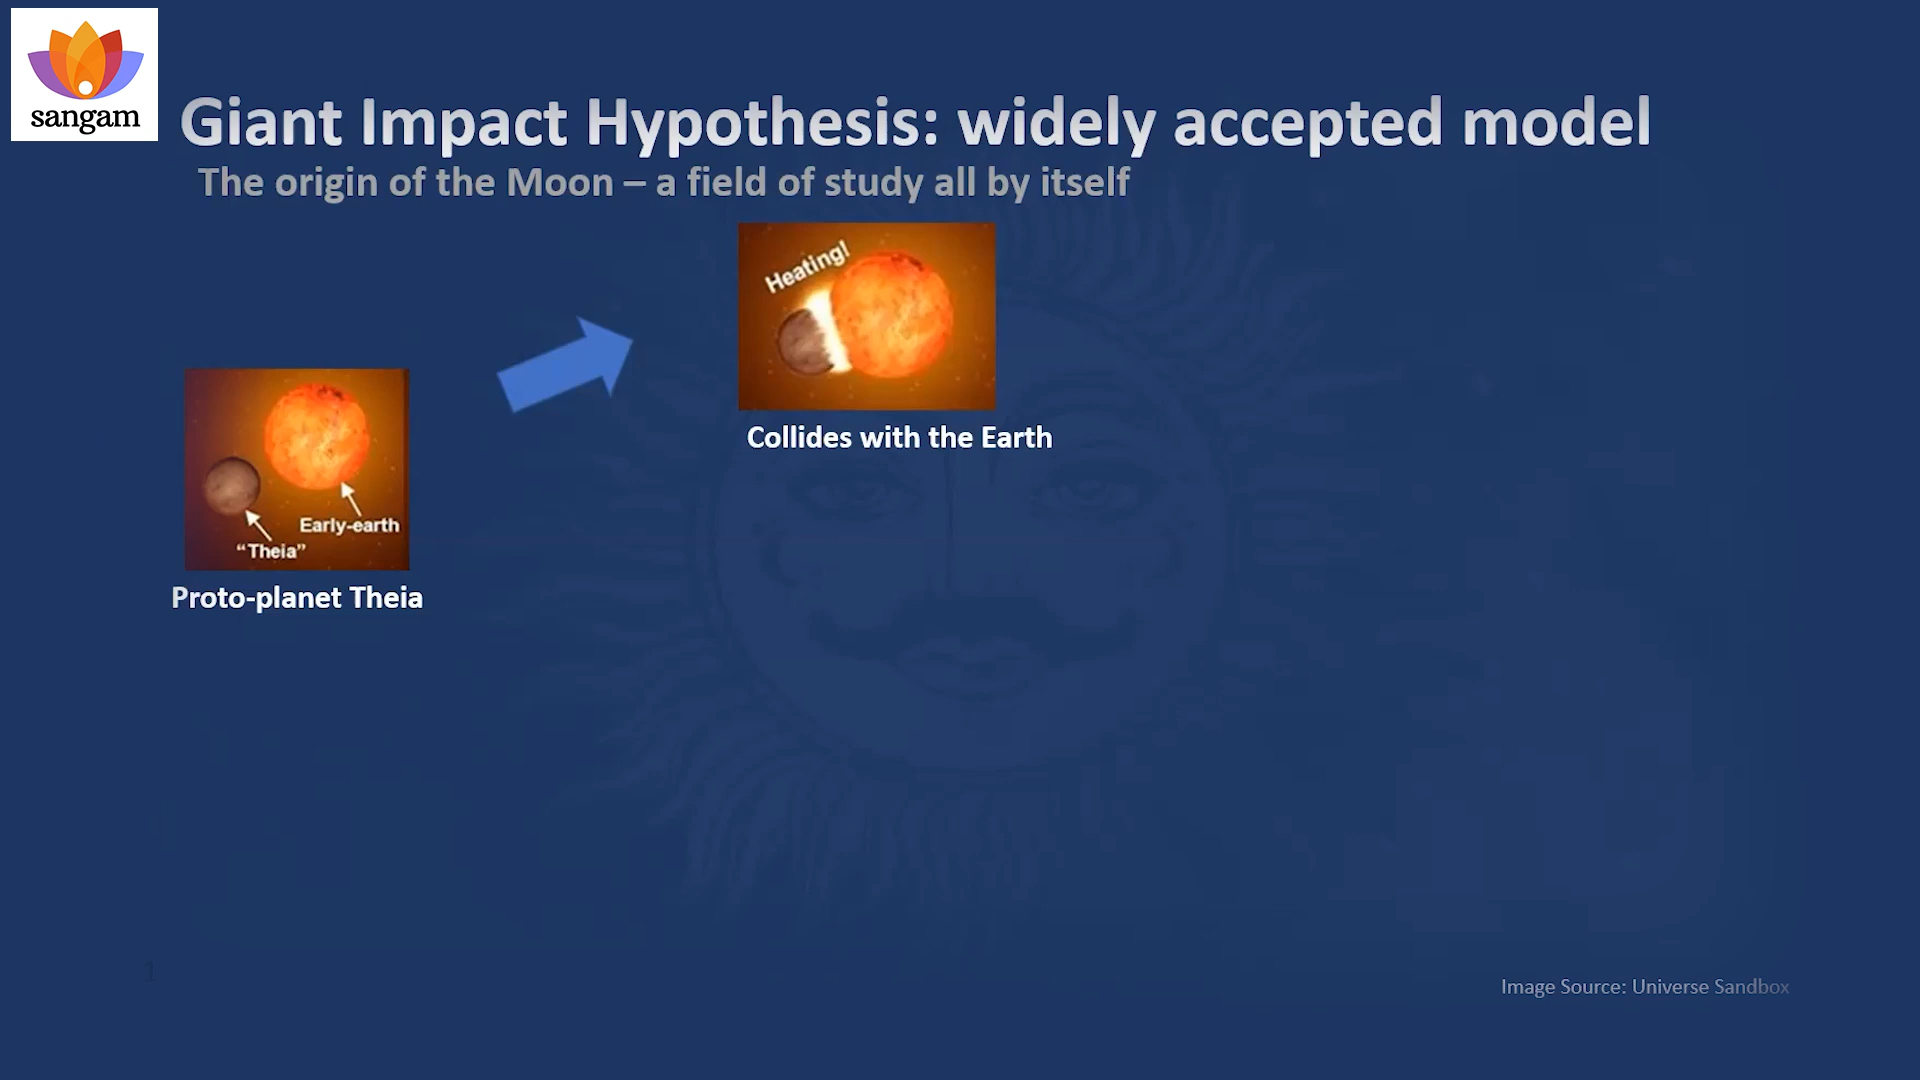 sangam
Giant Impact Hypothesis: widely accepted model
The origin of the Moon – a field of study all by itself
Heating!
Collides with the Earth
Early-earth
“Theia”
Proto-planet Theia
1
Image Source: Universe Sandbox